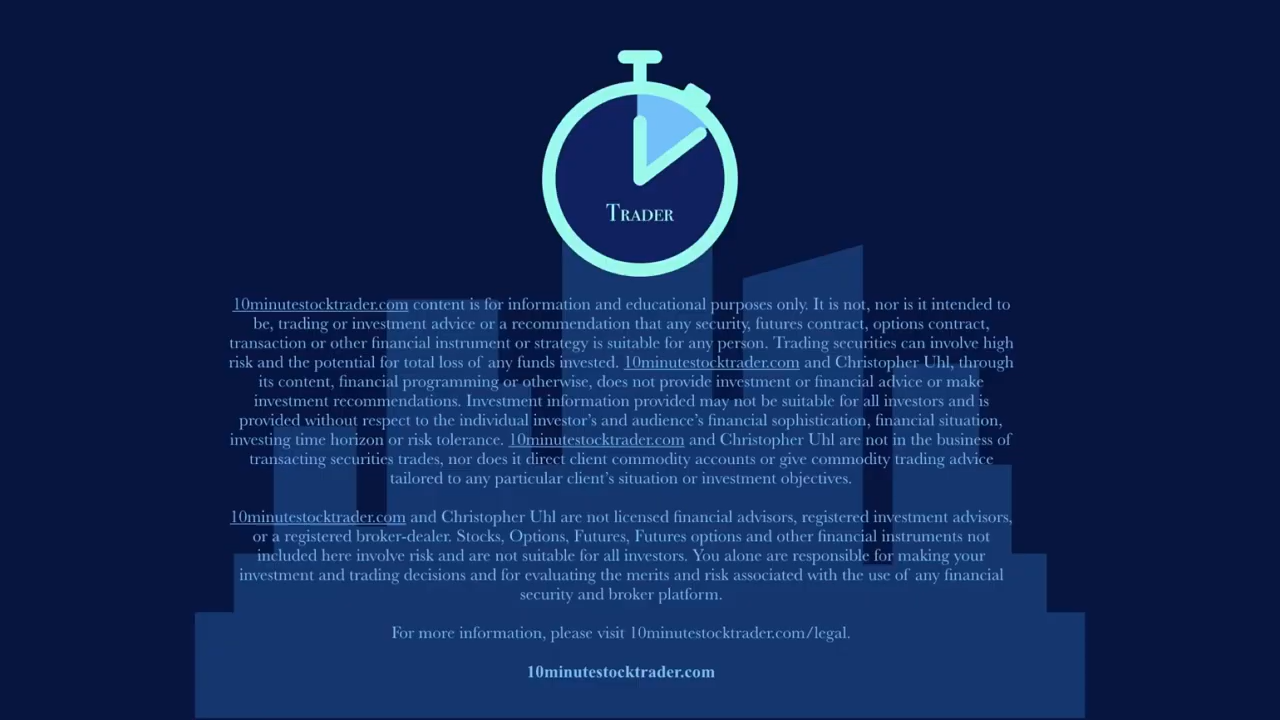 TRADER
10minutestocktrader.com content is for information and educational purposes only. It is not, nor is it intended to
be, trading or investment advice or a recommendation that any security, futures contract, options contract,
transaction or other financial instrument or strategy is suitable for any person. Trading securities can involve high
risk and the potential for total loss of any funds invested. 10minutestocktrader.com and Christopher Uhl, through
its content, financial programming or otherwise, does not provide investment or financial advice or make
investment recommendations. Investment information provided may not be suitable for all investors and is
provided without respect to the individual investor's and audience's financial sophistication, financial situation,
investing time horizon or risk tolerance. 10minutestocktrader.com and Christopher Uhl are not in the business of
transacting securities trades, nor does it direct client commodity accounts or give commodity trading advice
tailored to any particular client's situation or investment objectives.
10minutestocktrader.com and Christopher Uhl are not licensed financial advisors, registered investment advisors,
or a registered broker-dealer. Stocks, Options, Futures, Futures options and other financial instruments not
included here involve risk and are not suitable for all investors. You alone are responsible for making your
investment and trading decisions and for evaluating the merits and risk associated with the use of any financial
security and broker platform.
For more information, please visit 10minutestocktrader.com/legal.
10minutestocktrader.com